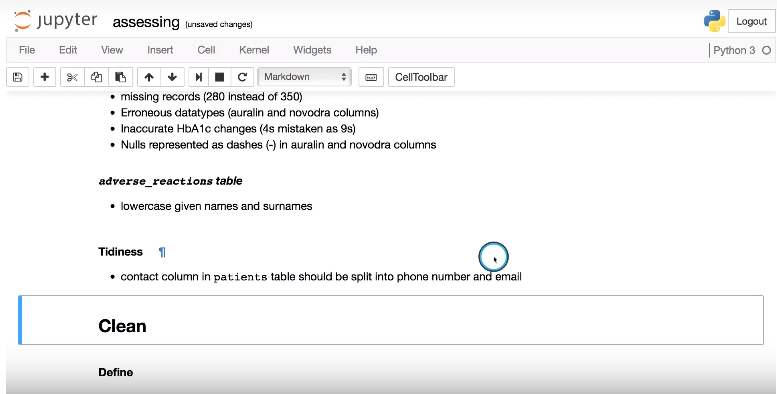 jupyter assessing (unsaved changes) Logout
File Edit View Insert Cell Kernel Widgets Help Python 3
Markdown CellToolbar
missing records (280 instead of 350)
Erroneous datatypes (auralin and novodra columns)
Inaccurate HbA1c changes (4s mistaken as 9s)
Nulls represented as dashes (-) in auralin and novodra columns
adverse_reactions table
lowercase given names and surnames
Tidiness ¶
contact column in patients table should be split into phone number and email
Clean
Define